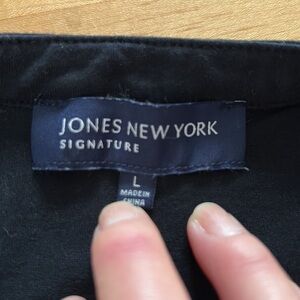 JONES NEW YORK
SIGNATURE
L
MADE IN
CHINA